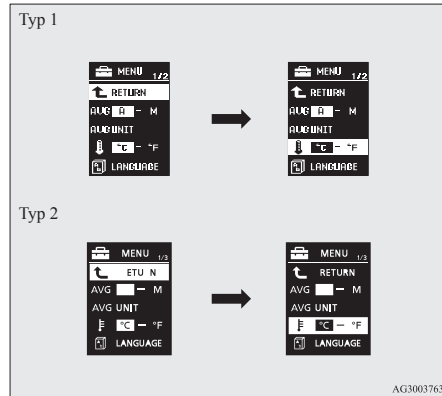 Typ 1
MENU 1/2
RETURN
AVG A - M
AVG UNIT
°C - °F
LANGUAGE
MENU 1/2
RETURN
AVG A - M
AVG UNIT
°C - °F
LANGUAGE
Typ 2
MENU 1/3
ETU N
AVG - M
AVG UNIT
°C - °F
LANGUAGE
MENU 1/3
RETURN
AVG - M
AVG UNIT
°C - °F
LANGUAGE
AG3003763